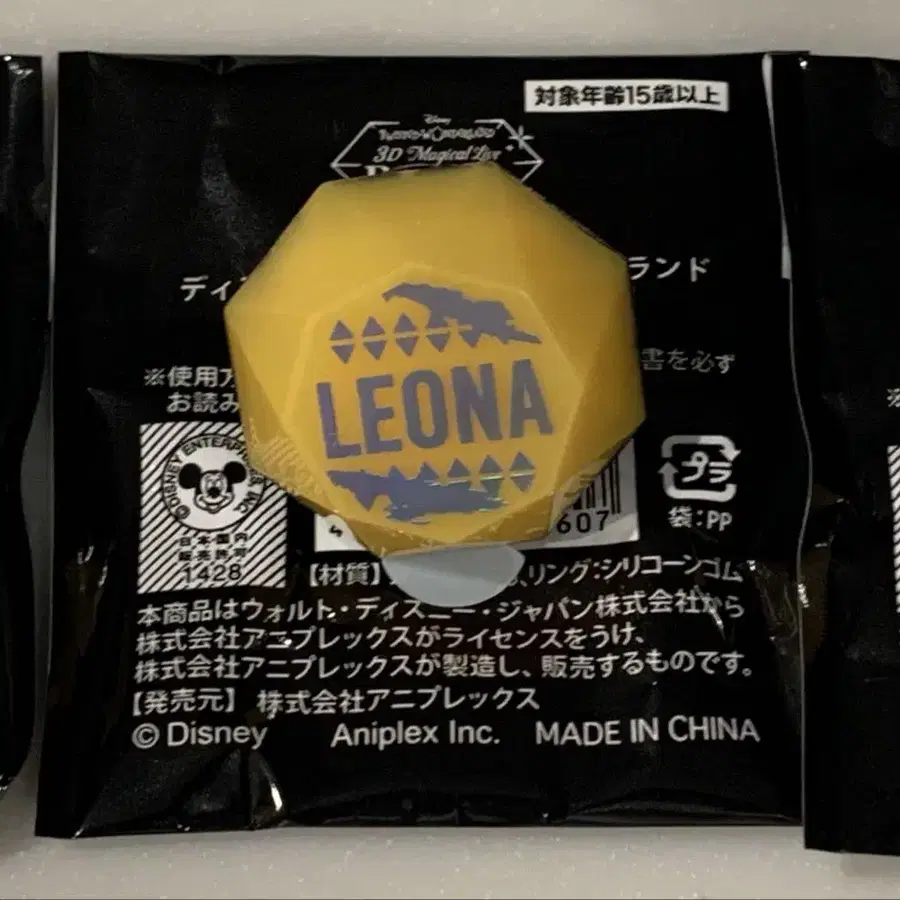 対象年齢15歳以上
Disney
3D Magical Live
ディ
ランド
書を必ず
※使用
お読み
LEONA
©DISNEY ENTERPRISES, INC
日本国内
販売許可
1428
607
プラ
袋:PP
【材質】
リング:シリコーンゴム
本商品はウォルト・ディズニー・ジャパン株式会社から
株式会社アニプレックスがライセンスをうけ、
株式会社アニプレックスが製造し、販売するものです。
【発売元】 株式会社アニプレックス
© Disney Aniplex Inc. MADE IN CHINA